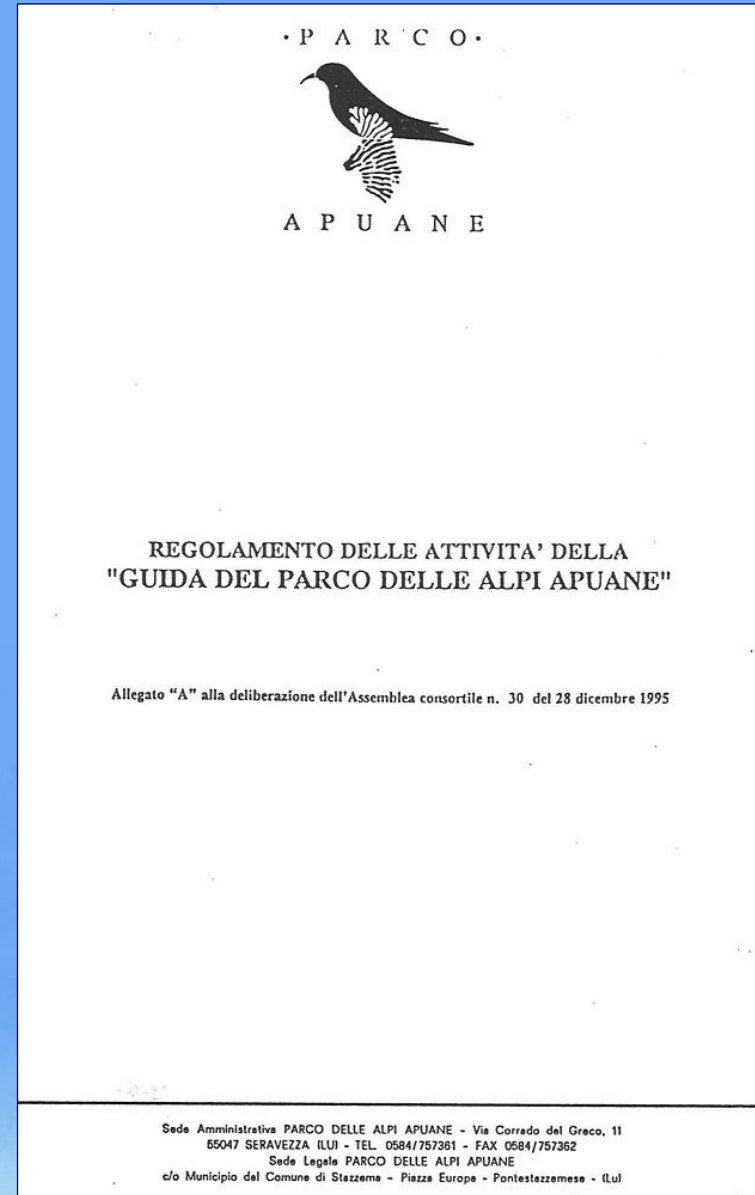 ·PARCO·
APUANE
REGOLAMENTO DELLE ATTIVITA' DELLA
"GUIDA DEL PARCO DELLE ALPI APUANE"
Allegato "A" alla deliberazione dell'Assemblea consortile n. 30 del 28 dicembre 1995
Sede Amministrativa PARCO DELLE ALPI APUANE - Via Corrado del Greco, 11
55047 SERAVEZZA (LU) - TEL. 0584/757361 - FAX 0584/757362
Sede Legale PARCO DELLE ALPI APUANE
c/o Municipio del Comune di Stazzema - Piazza Europa - Pontestazzemese - (Lu)